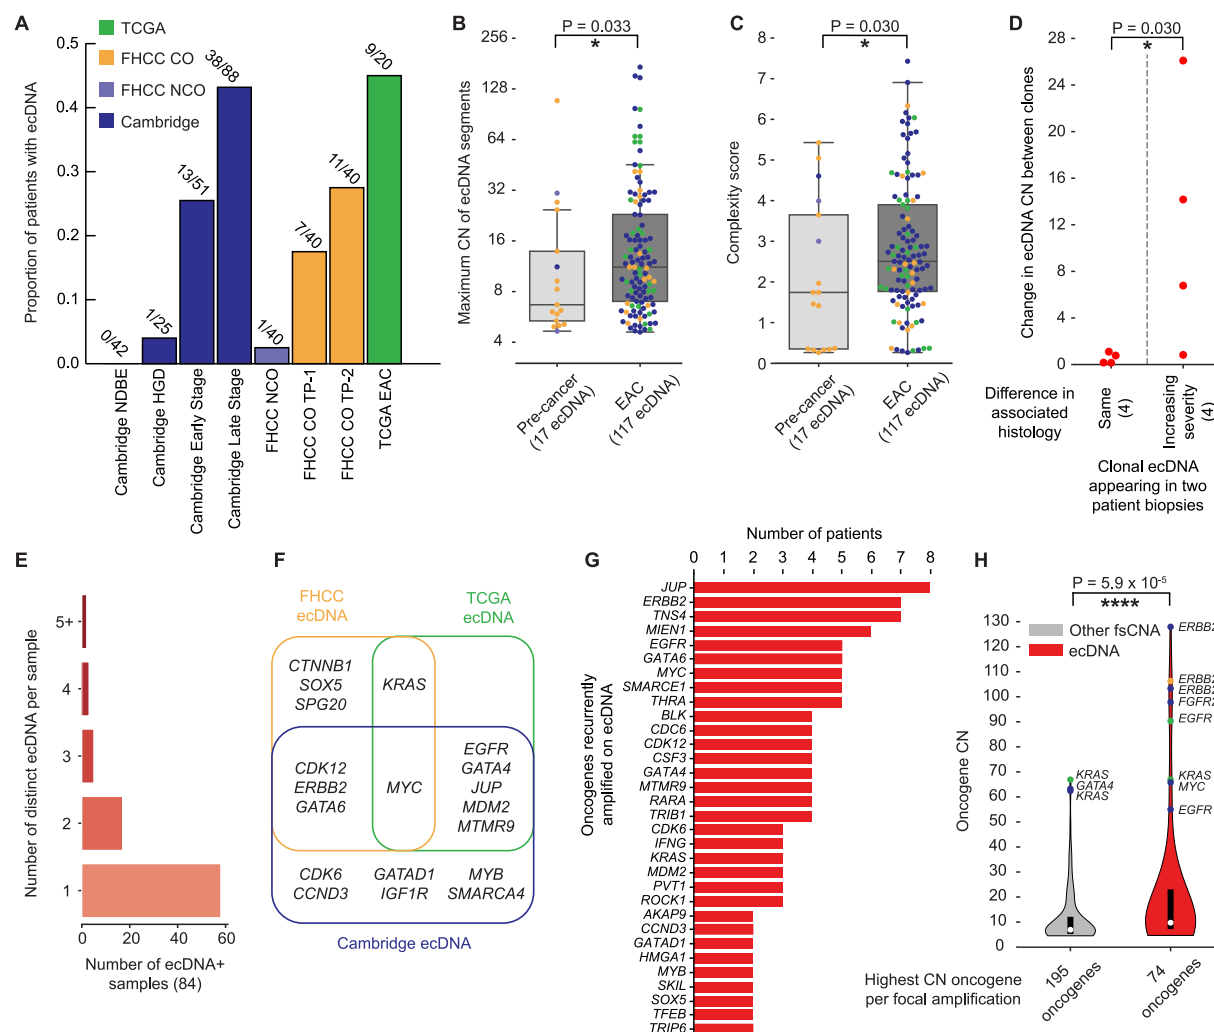 A
TCGA
FHCC CO
FHCC NCO
Cambridge
Proportion of patients with ecDNA
0.5
0.4
0.3
0.2
0.1
0.0
0/42
1/25
13/51
38/88
1/40
7/40
11/40
9/20
Cambridge NDBE
Cambridge HGD
Cambridge Early Stage
Cambridge Late Stage
FHCC NCO
FHCC CO TP-1
FHCC CO TP-2
TCGA EAC
B
P = 0.033
*
Maximum CN of ecDNA segments
256
128
64
32
16
8
4
Pre-cancer
(17 ecDNA)
EAC
(117 ecDNA)
C
P = 0.030
*
Complexity score
8
7
6
5
4
3
2
1
0
Pre-cancer
(17 ecDNA)
EAC
(117 ecDNA)
D
P = 0.030
*
Change in ecDNA CN between clones
28
24
20
16
12
8
4
0
Difference in
associated
histology
Same
(4)
Increasing
severity
(4)
Clonal ecDNA
appearing in two
patient biopsies
E
Number of distinct ecDNA per sample
5+
4
3
2
1
0
20
40
60
Number of ecDNA+
samples (84)
F
FHCC
ecDNA
TCGA
ecDNA
CTNNB1
SOX5
SPG20
KRAS
CDK12
ERBB2
GATA6
MYC
EGFR
GATA4
JUP
MDM2
MTMR9
CDK6
CCND3
GATAD1
IGF1R
MYB
SMARCA4
Cambridge ecDNA
G
Number of patients
0 1 2 3 4 5 6 7 8
Oncogenes recurrently
amplified on ecDNA
JUP
ERBB2
TNS4
MIEN1
EGFR
GATA6
MYC
SMARCE1
THRA
BLK
CDC6
CDK12
CSF3
GATA4
MTMR9
RARA
TRIB1
CDK6
IFNG
KRAS
MDM2
PVT1
ROCK1
AKAP9
CCND3
GATAD1
HMGA1
MYB
SKIL
SOX5
TFEB
TRIP6
H
P = 5.9 x 10-5
****
Other fsCNA
ecDNA
Oncogene CN
130
120
110
100
90
80
70
60
50
40
30
20
10
0
KRAS
GATA4
KRAS
ERBB2
ERBB2
ERBB2
FGFR2
EGFR
KRAS
MYC
EGFR
Highest CN oncogene
per focal amplification
195
oncogenes
74
oncogenes